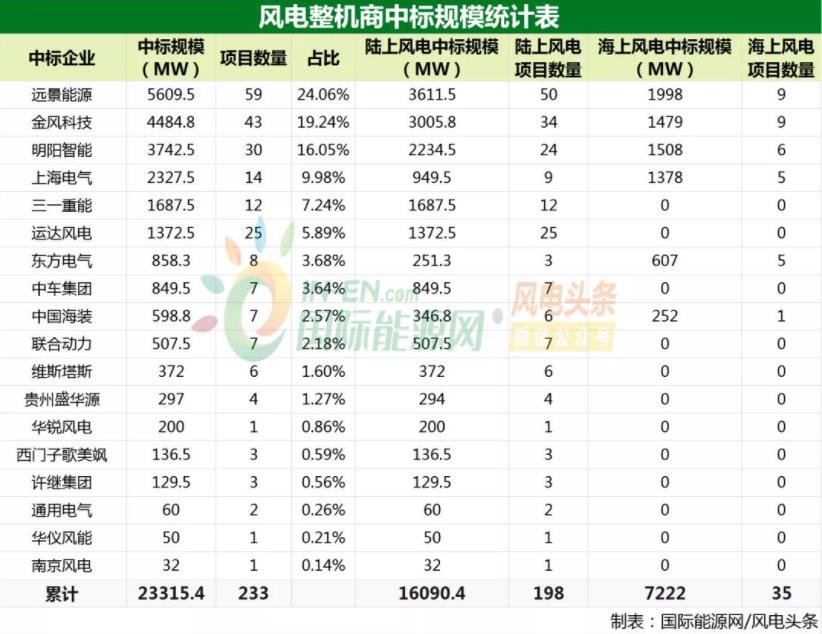 风电整机商中标规模统计表
中标企业 中标规模（MW） 项目数量 占比 陆上风电中标规模（MW） 陆上风电项目数量 海上风电中标规模（MW） 海上风电项目数量
远景能源 5609.5 59 24.06% 3611.5 50 1998 9
金风科技 4484.8 43 19.24% 3005.8 34 1479 9
明阳智能 3742.5 30 16.05% 2234.5 24 1508 6
上海电气 2327.5 14 9.98% 949.5 9 1378 5
三一重能 1687.5 12 7.24% 1687.5 12 0 0
运达风电 1372.5 25 5.89% 1372.5 25 0 0
东方电气 858.3 8 3.68% 251.3 3 607 5
中车集团 849.5 7 3.64% 849.5 7 0 0
中国海装 598.8 7 2.57% 346.8 6 252 1
联合动力 507.5 7 2.18% 507.5 7 0 0
维斯塔斯 372 6 1.60% 372 6 0 0
贵州盛华源 297 4 1.27% 294 4 0 0
华锐风电 200 1 0.86% 200 1 0 0
西门子歌美飒 136.5 3 0.59% 136.5 3 0 0
许继集团 129.5 3 0.56% 129.5 3 0 0
通用电气 60 2 0.26% 60 2 0 0
华仪风能 50 1 0.21% 50 1 0 0
南京风电 32 1 0.14% 32 1 0 0
累计 23315.4 233 16090.4 198 7222 35
制表：国际能源网/风电头条
IN-EN.com
国际能源网
风电头条
微信公众号